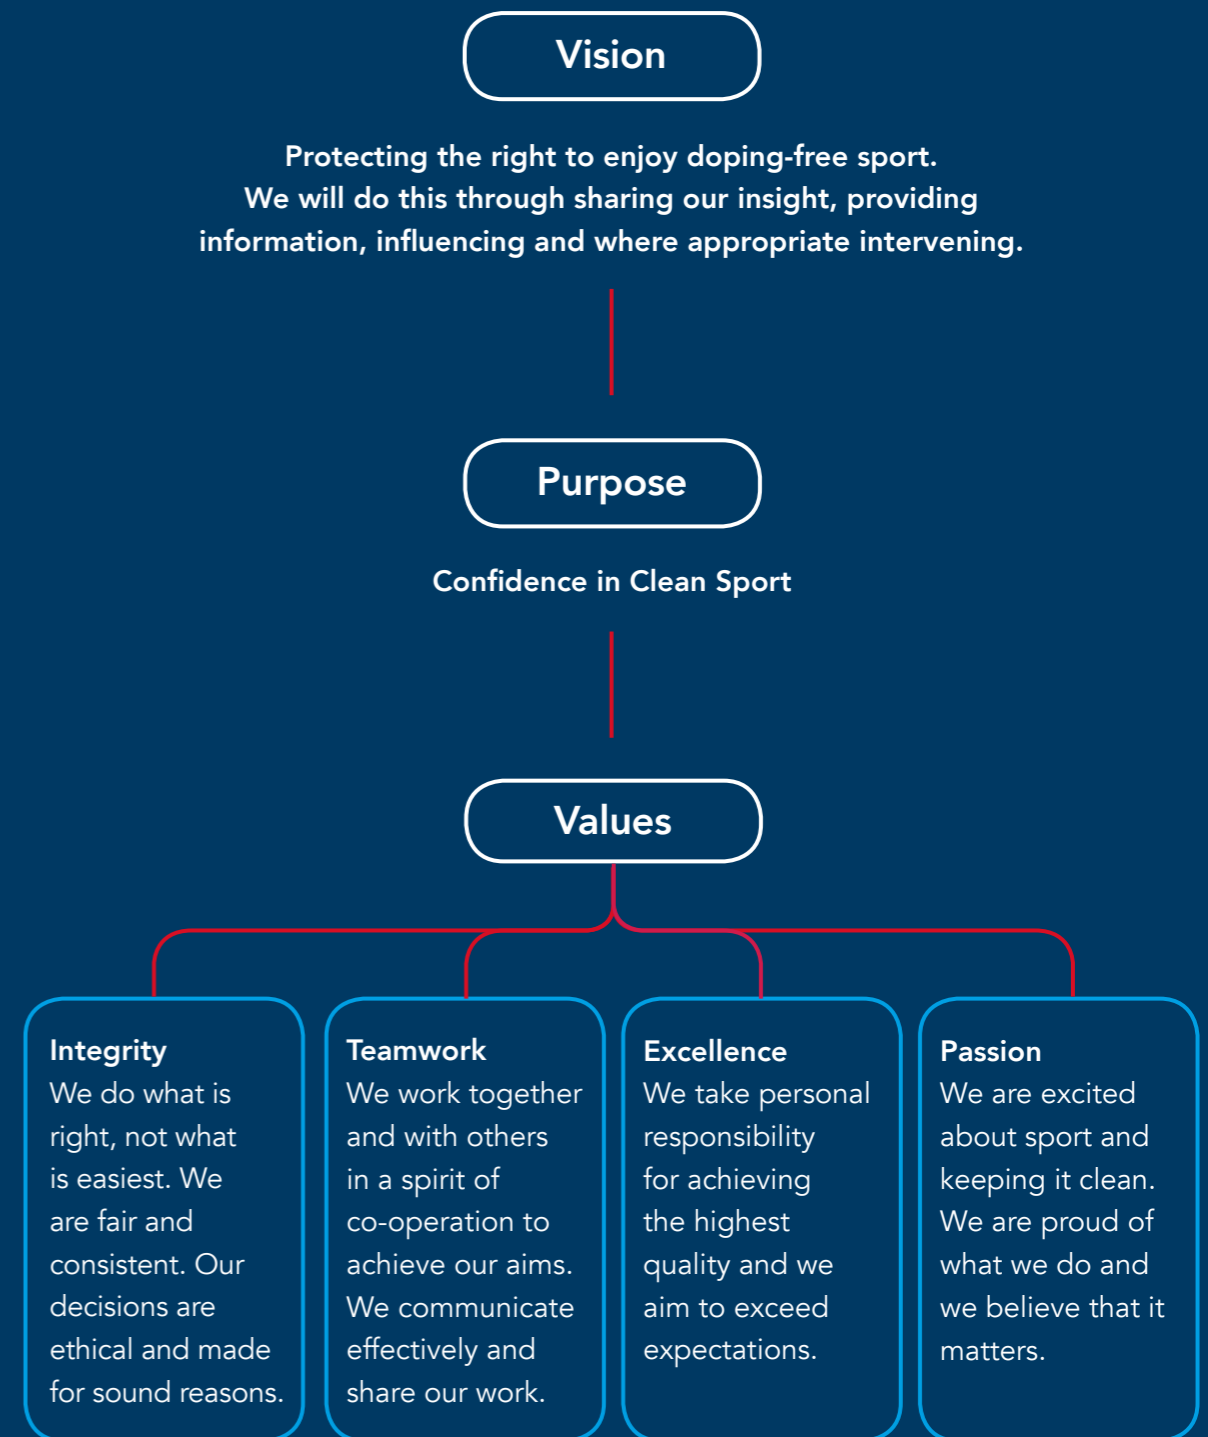 Vision
Protecting the right to enjoy doping-free sport.
We will do this through sharing our insight, providing
information, influencing and where appropriate intervening.
Purpose
Confidence in Clean Sport
Values
Integrity
We do what is
right, not what
is easiest. We
are fair and
consistent. Our
decisions are
ethical and made
for sound reasons.
Teamwork
We work together
and with others
in a spirit of
co-operation to
achieve our aims.
We communicate
effectively and
share our work.
Excellence
We take personal
responsibility
for achieving
the highest
quality and we
aim to exceed
expectations.
Passion
We are excited
about sport and
keeping it clean.
We are proud of
what we do and
we believe that it
matters.